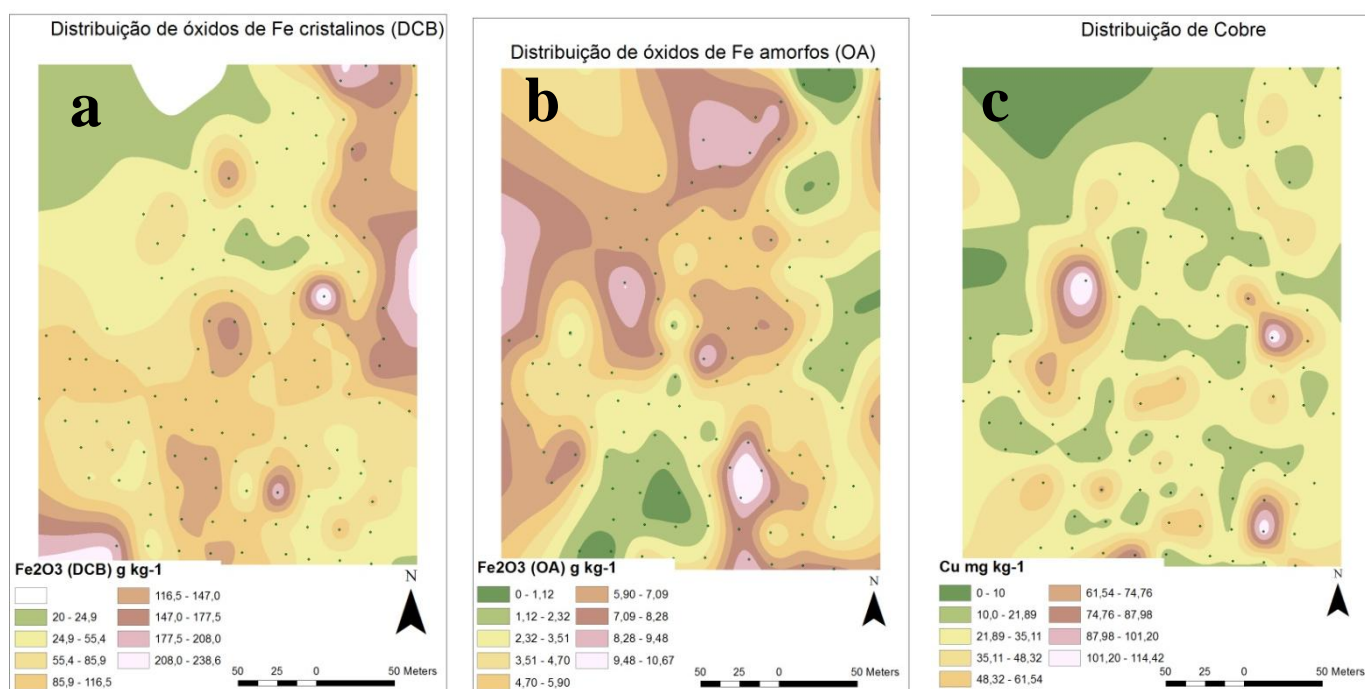 Distribuição de óxidos de Fe cristalinos (DCB)
a
Fe2O3 (DCB) g kg-1
20 - 24,9
24,9 - 55,4
55,4 - 85,9
85,9 - 116,5
116,5 - 147,0
147,0 - 177,5
177,5 - 208,0
208,0 - 238,6
N
50 25 0 50 Meters
Distribuição de óxidos de Fe amorfos (OA)
b
Fe2O3 (OA) g kg-1
0 - 1,12
1,12 - 2,32
2,32 - 3,51
3,51 - 4,70
4,70 - 5,90
5,90 - 7,09
7,09 - 8,28
8,28 - 9,48
9,48 - 10,67
N
50 25 0 50 Meters
Distribuição de Cobre
c
Cu mg kg-1
0 - 10
10,0 - 21,89
21,89 - 35,11
35,11 - 48,32
48,32 - 61,54
61,54 - 74,76
74,76 - 87,98
87,98 - 101,20
101,20 - 114,42
N
50 25 0 50 Meters